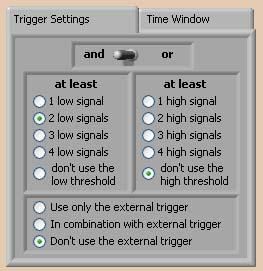 Trigger Settings
Time Window
and or
at least
1 low signal
2 low signals
3 low signals
4 low signals
don't use the
low threshold
at least
1 high signal
2 high signals
3 high signals
4 high signals
don't use the
high threshold
Use only the external trigger
In combination with external trigger
Don't use the external trigger